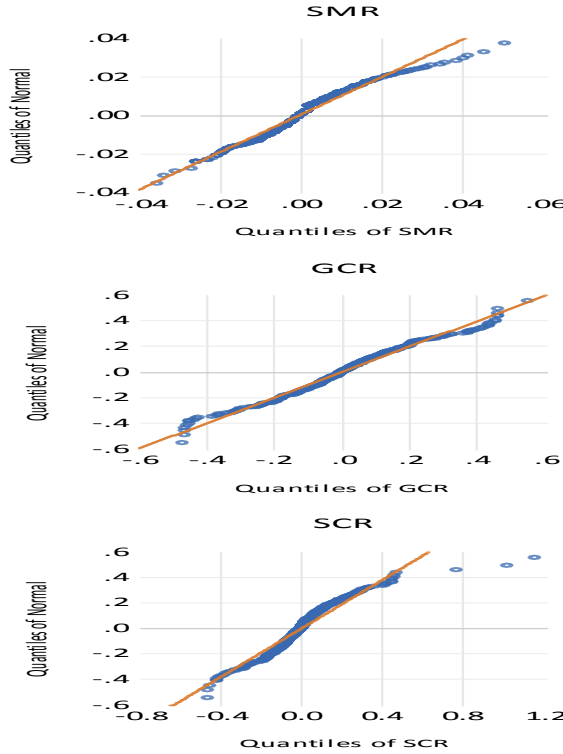 SMR
.04
.02
.00
-.02
-.04
Quantiles of Normal
-.04 -.02 .00 .02 .04 .06
Quantiles of SMR
GCR
.6
.4
.2
.0
-.2
-.4
-.6
Quantiles of Normal
-.6 -.4 -.2 .0 .2 .4 .6
Quantiles of GCR
SCR
.6
.4
.2
.0
-.2
-.4
-.6
Quantiles of Normal
-0.8 -0.4 0.0 0.4 0.8 1.2
Quantiles of SCR